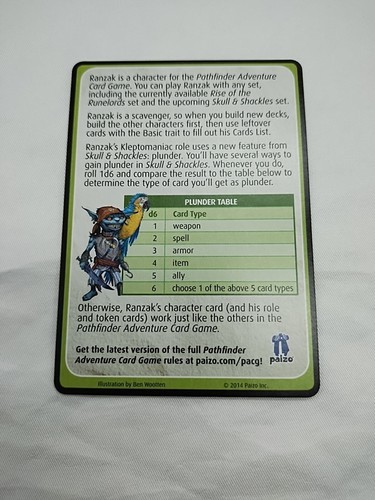 Ranzak is a character for the Pathfinder Adventure
Card Game. You can play Ranzak with any set,
including the currently available Rise of the
Runelords set and the upcoming Skull & Shackles set.
Ranzak is a scavenger, so when you build new decks,
build the other characters first, then use leftover
cards with the Basic trait to fill out his Cards List.
Ranzak's Kleptomaniac role uses a new feature from
Skull & Shackles: plunder. You'll have several ways to
gain plunder in Skull & Shackles. Whenever you do,
roll 1d6 and compare the result to the table below to
determine the type of card you'll get as plunder.
PLUNDER TABLE
d6 Card Type
1 weapon
2 spell
3 armor
4 item
5 ally
6 choose 1 of the above 5 card types
Otherwise, Ranzak's character card (and his role
and token cards) work just like the others in the
Pathfinder Adventure Card Game.
Get the latest version of the full Pathfinder
Adventure Card Game rules at paizo.com/pacg!
paizo
Illustration by Ben Wootten
© 2014 Paizo Inc.